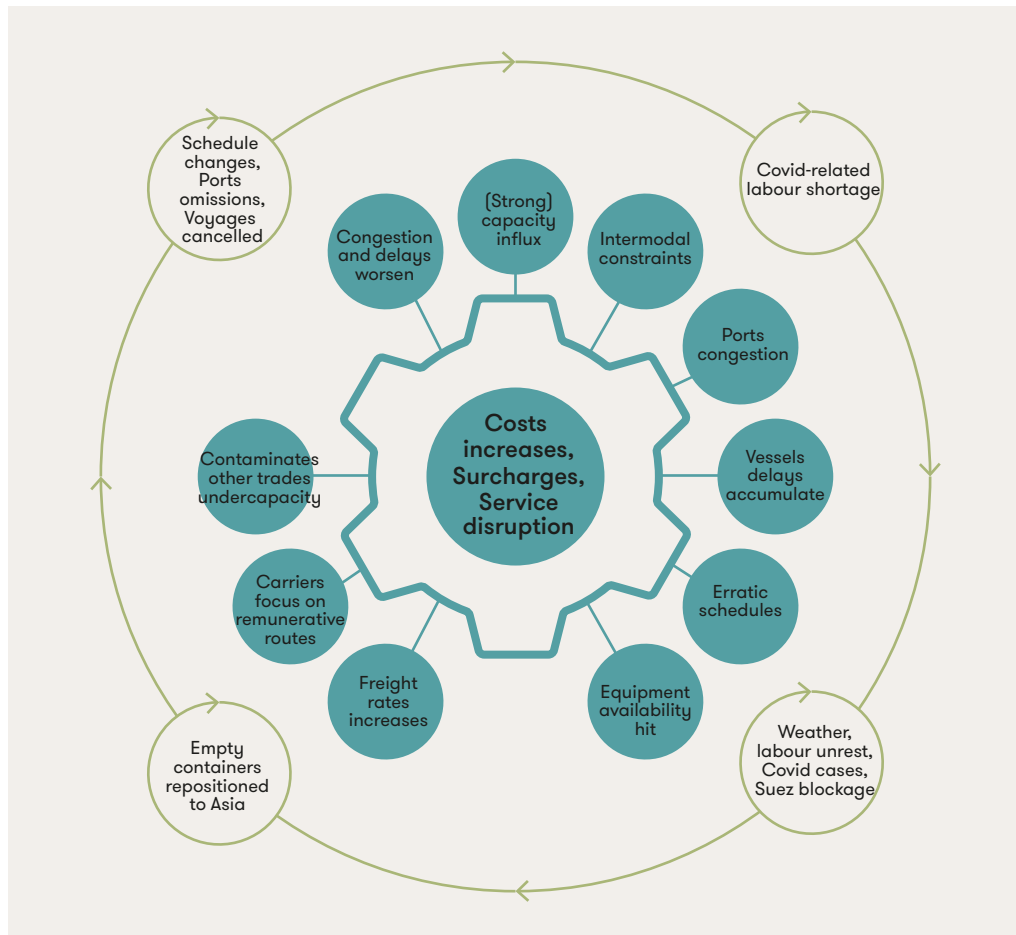 Schedule
changes,
Ports
omissions,
Voyages
cancelled
Covid-related
labour shortage
(Strong)
capacity
influx
Congestion
and delays
worsen
Intermodal
constraints
Ports
congestion
Costs
increases,
Surcharges,
Service
disruption
Contaminates
other trades
undercapacity
Vessels
delays
accumulate
Carriers
focus on
remunerative
routes
Erratic
schedules
Freight
rates
increases
Equipment
availability
hit
Empty
containers
repositioned
to Asia
Weather,
labour unrest,
Covid cases,
Suez blockage